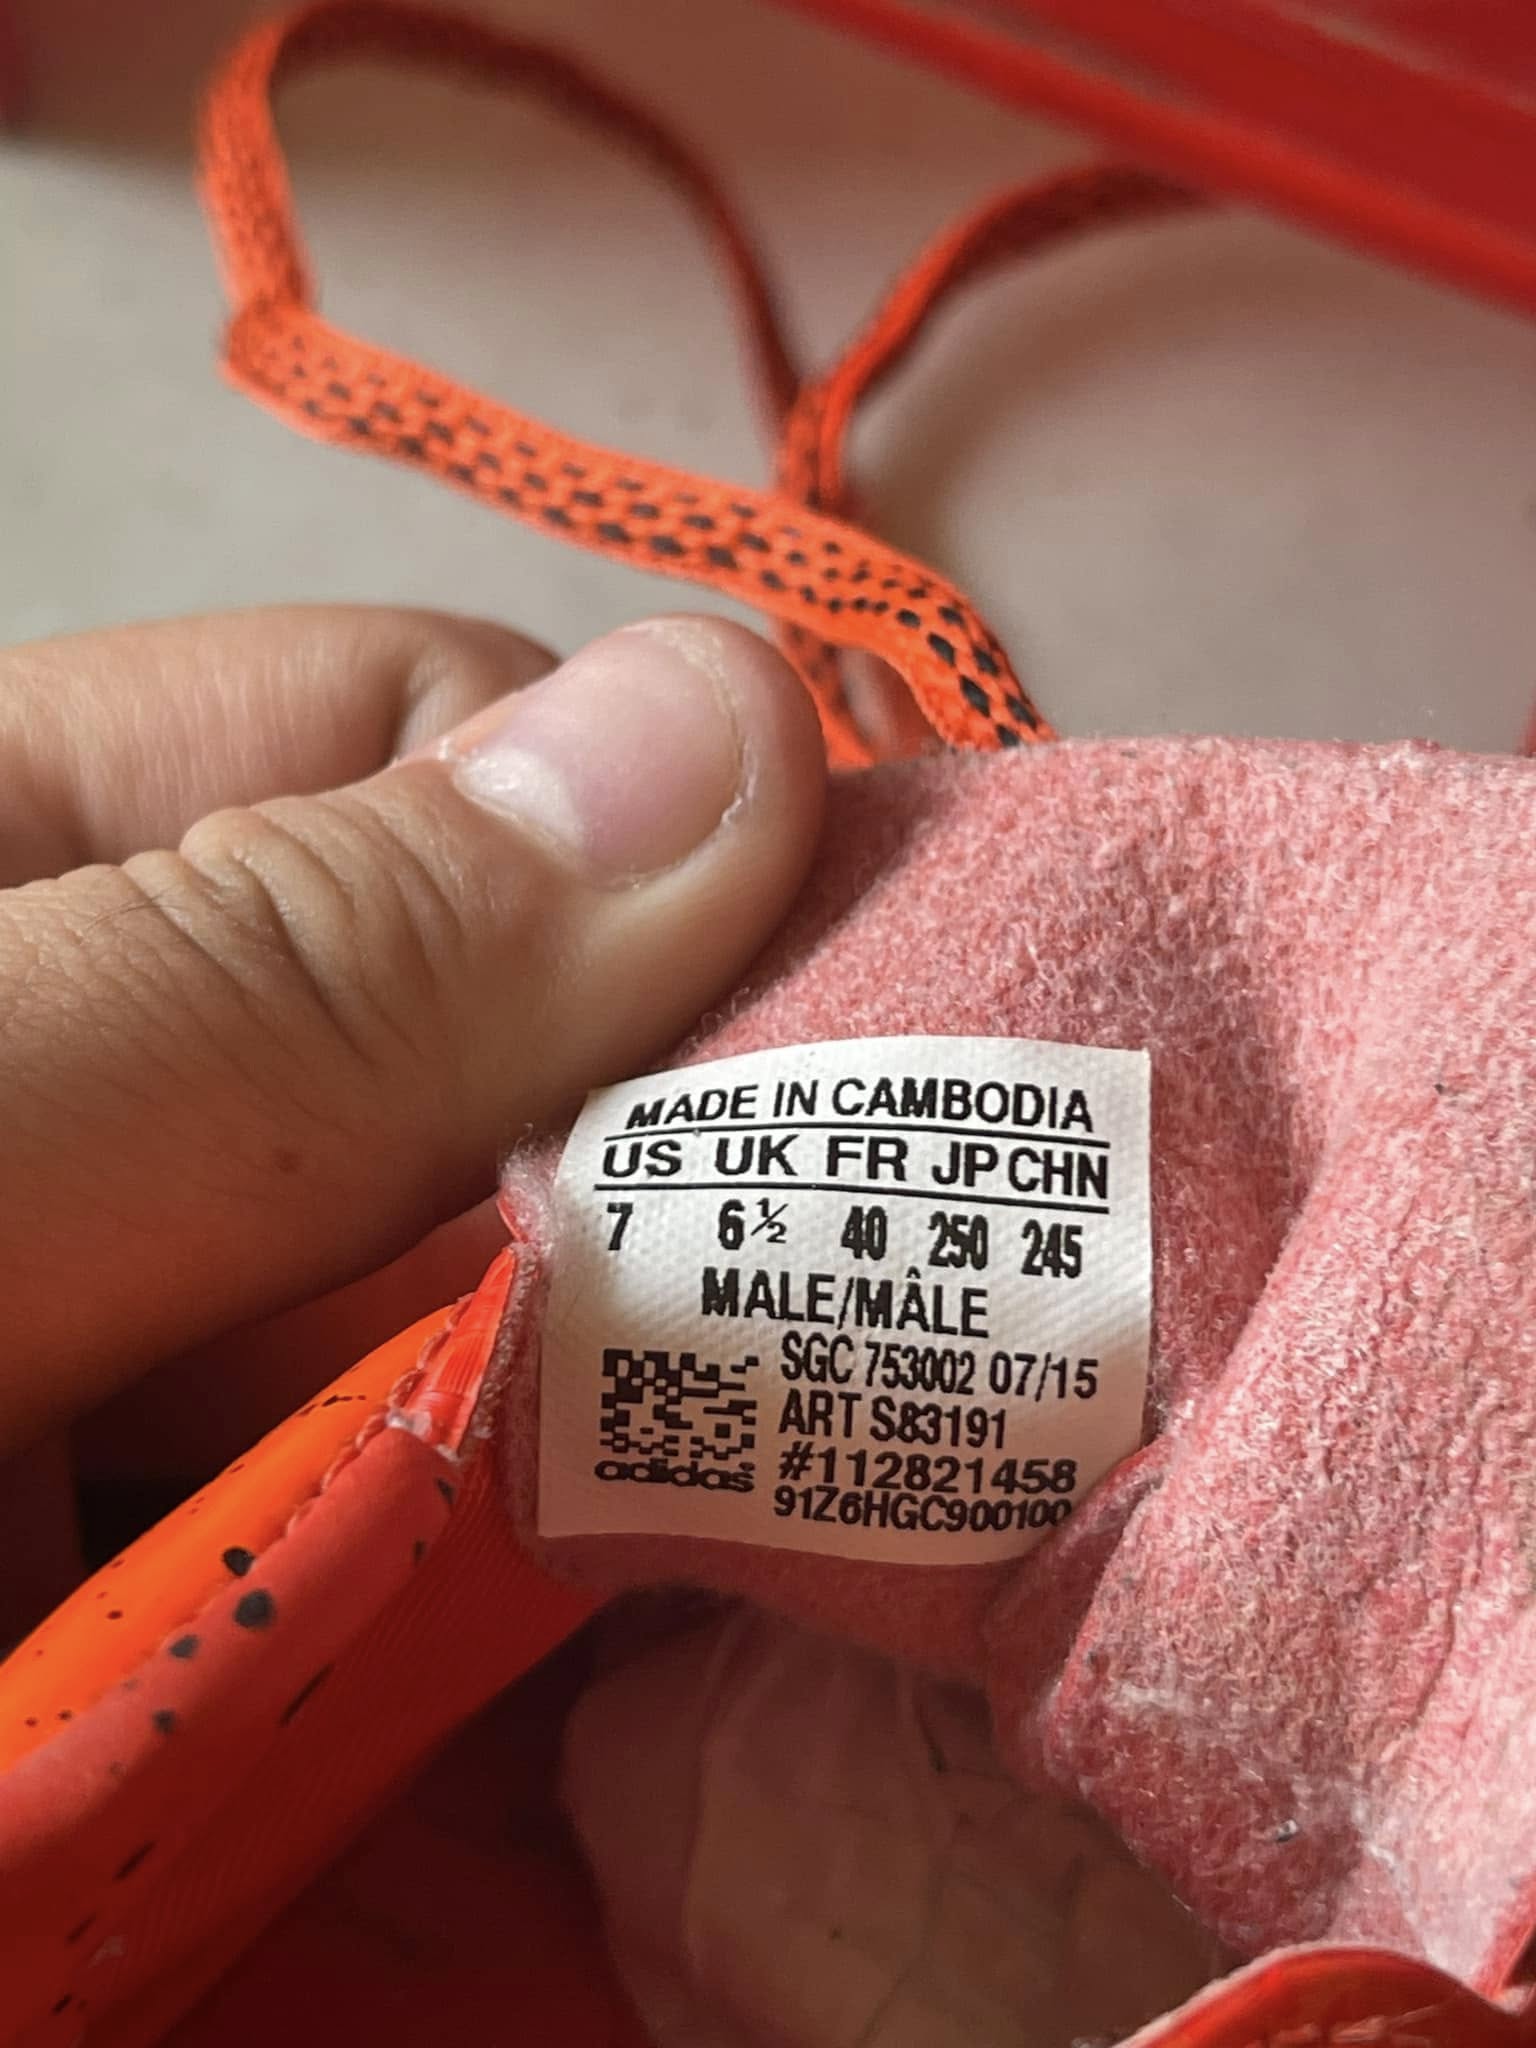 MADE IN CAMBODIA
US UK FR JP CHN
7 6½ 40 250 245
MALE/MÂLE
SGC 753002 07/15
ART S83191
#112821458
adidas 91Z6HGC900100